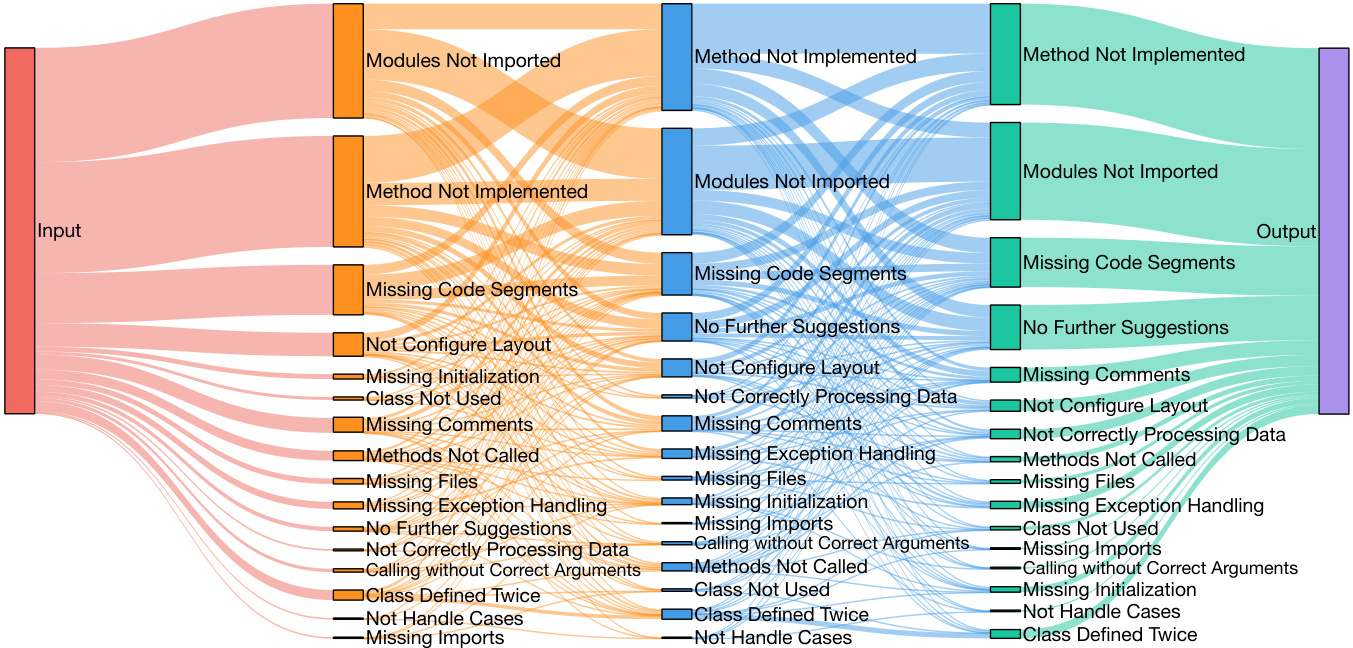 Input
Modules Not Imported
Method Not Implemented
Missing Code Segments
Not Configure Layout
Missing Initialization
Class Not Used
Missing Comments
Methods Not Called
Missing Files
Missing Exception Handling
No Further Suggestions
Not Correctly Processing Data
Calling without Correct Arguments
Class Defined Twice
Not Handle Cases
Missing Imports
Method Not Implemented
Modules Not Imported
Missing Code Segments
No Further Suggestions
Not Configure Layout
Not Correctly Processing Data
Missing Comments
Missing Exception Handling
Missing Files
Missing Initialization
Missing Imports
Calling without Correct Arguments
Methods Not Called
Class Not Used
Class Defined Twice
Not Handle Cases
Method Not Implemented
Modules Not Imported
Missing Code Segments
No Further Suggestions
Missing Comments
Not Configure Layout
Not Correctly Processing Data
Methods Not Called
Missing Files
Missing Exception Handling
Class Not Used
Missing Imports
Calling without Correct Arguments
Missing Initialization
Not Handle Cases
Class Defined Twice
Output